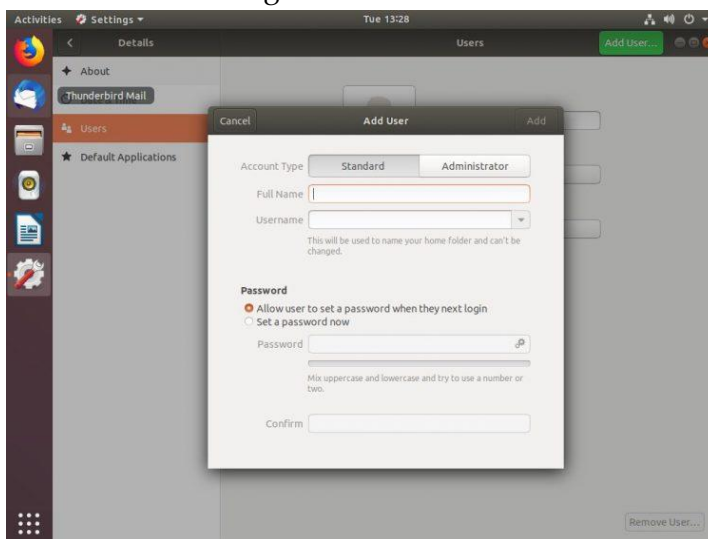 Activities Settings Tue 13:28
Details Users Add User...
About
Thunderbird Mail
Users
Default Applications
Cancel Add User Add
Account Type Standard Administrator
Full Name
Username
This will be used to name your home folder and can't be
changed.
Password
Allow user to set a password when they next login
Set a password now
Password
Mix uppercase and lowercase and try to use a number or
two.
Confirm
Remove User...